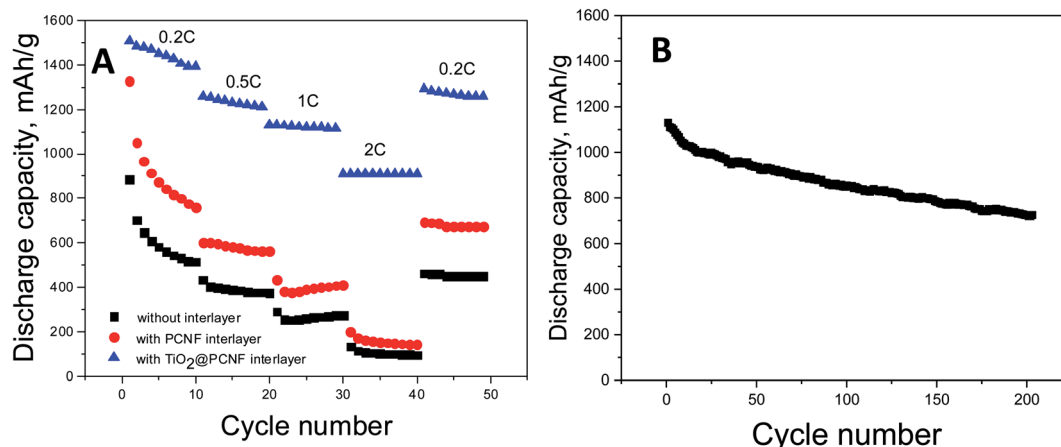 A
1600
1400
1200
1000
800
600
400
200
0
Discharge capacity, mAh/g
0.2C
0.5C
1C
2C
0.2C
without interlayer
with PCNF interlayer
with TiO2@PCNF interlayer
0
10
20
30
40
50
Cycle number
B
1600
1400
1200
1000
800
600
400
200
0
Discharge capacity, mAh/g
0
50
100
150
200
Cycle number